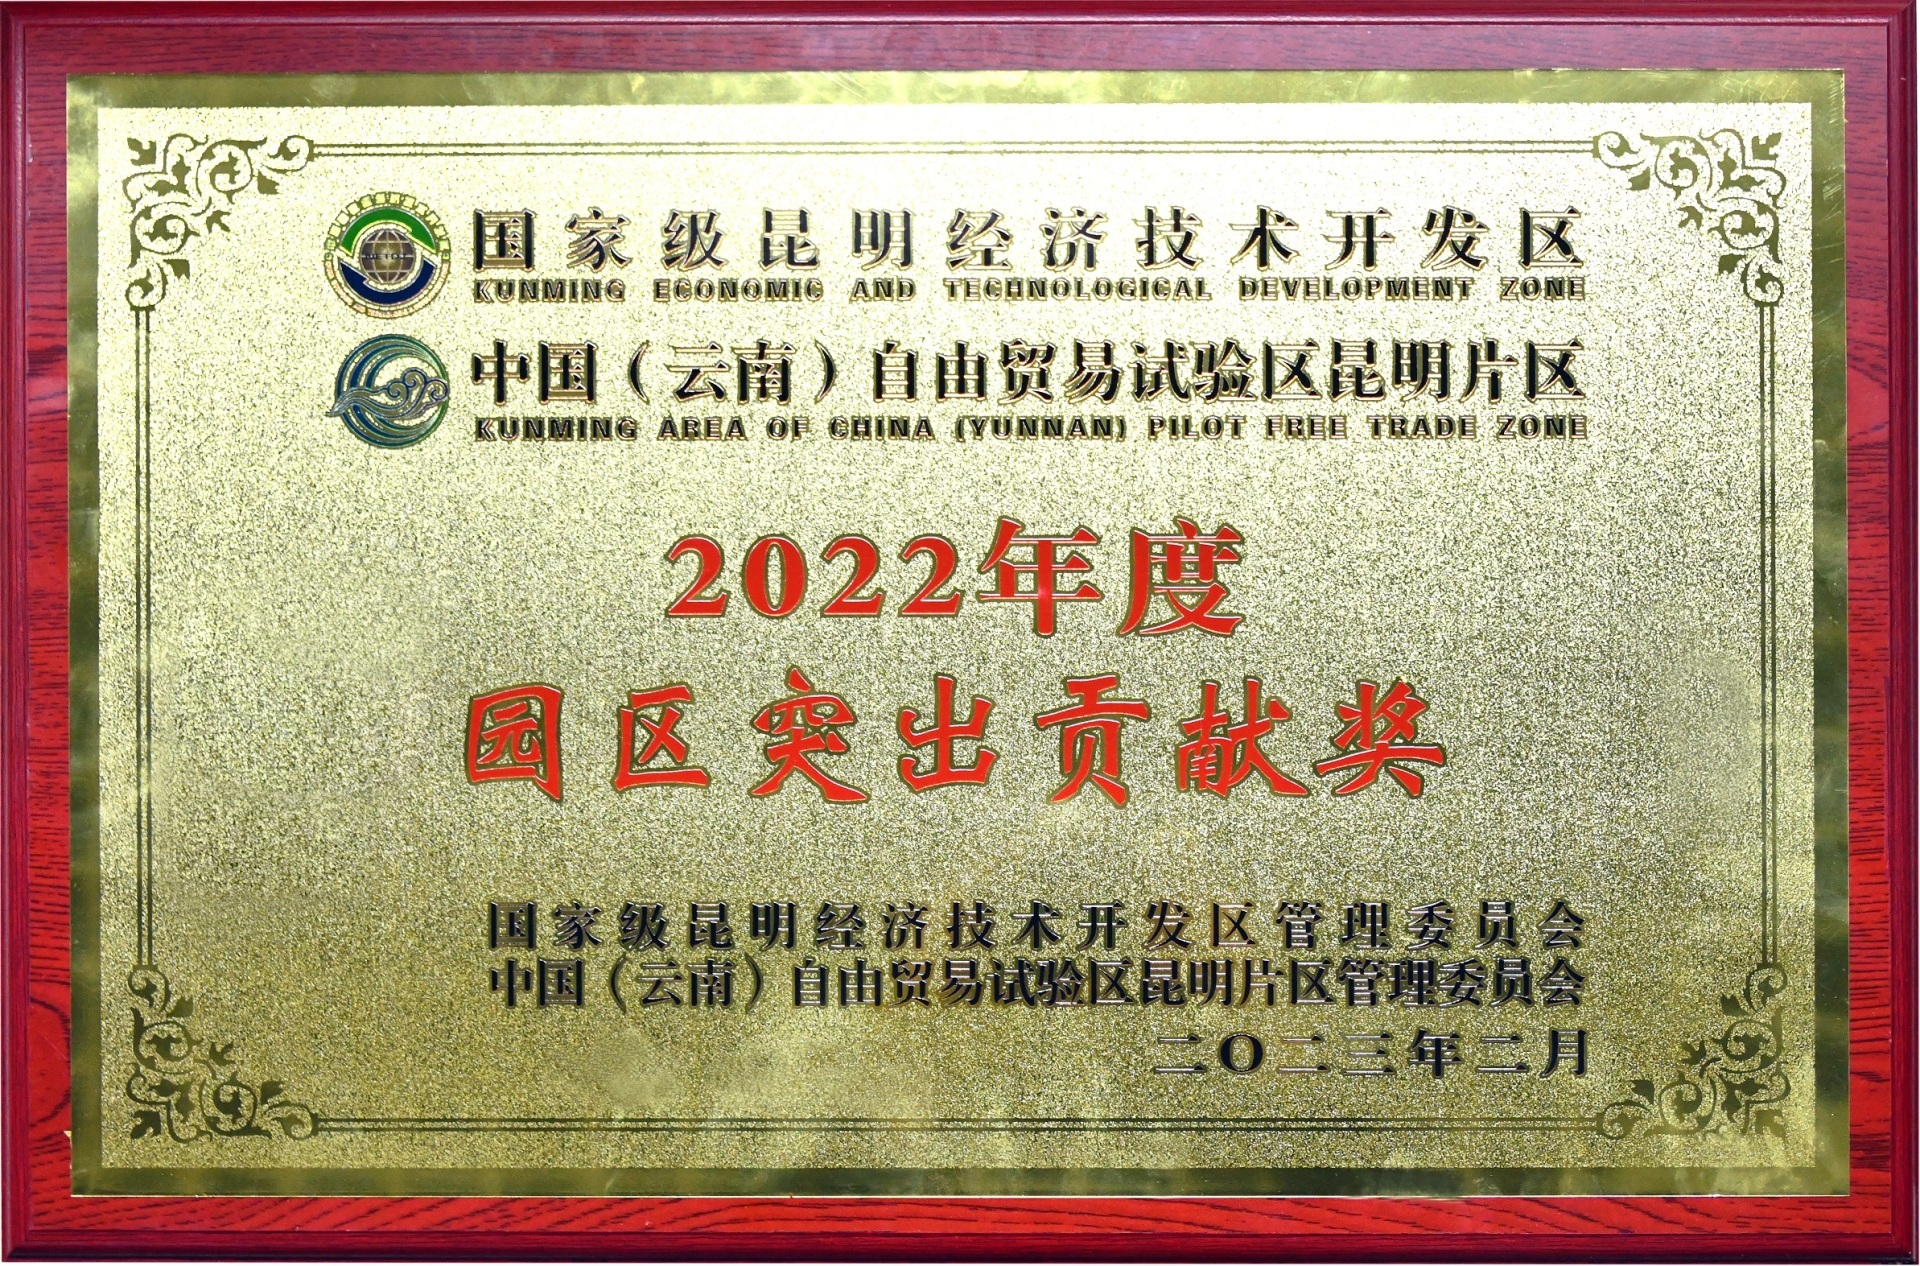 国家级昆明经济技术开发区
KUNMING ECONOMIC AND TECHNOLOGICAL DEVELOPMENT ZONE
中国（云南）自由贸易试验区昆明片区
KUNMING AREA OF CHINA (YUNNAN) PILOT FREE TRADE ZONE
2022年度
园区突出贡献奖
国家级昆明经济技术开发区管理委员会
中国（云南）自由贸易试验区昆明片区管理委员会
二〇二三年二月